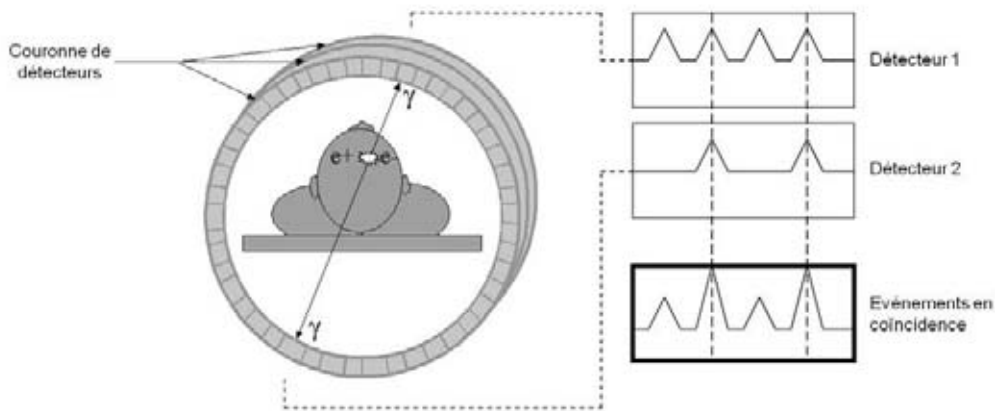 Couronne de
détecteurs
γ
e+
e-
γ
Détecteur 1
Détecteur 2
Evénements en
coïncidence